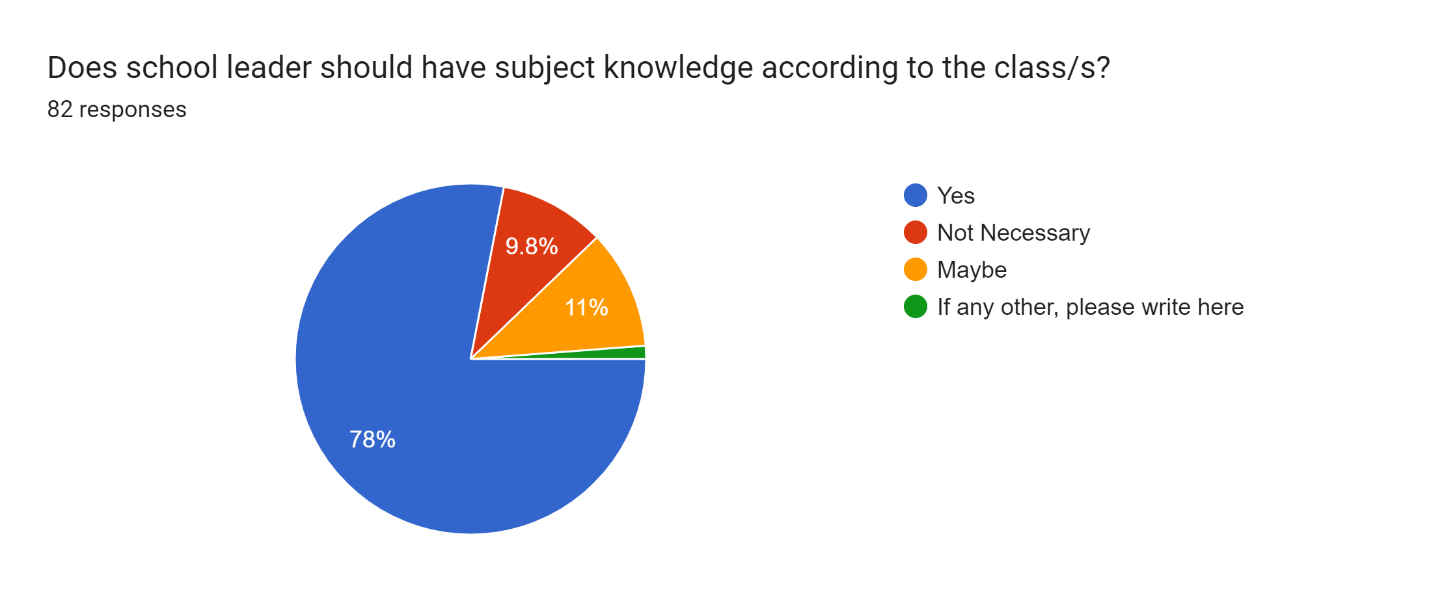 Does school leader should have subject knowledge according to the class/s?
82 responses
9.8%
11%
78%
Yes
Not Necessary
Maybe
If any other, please write here